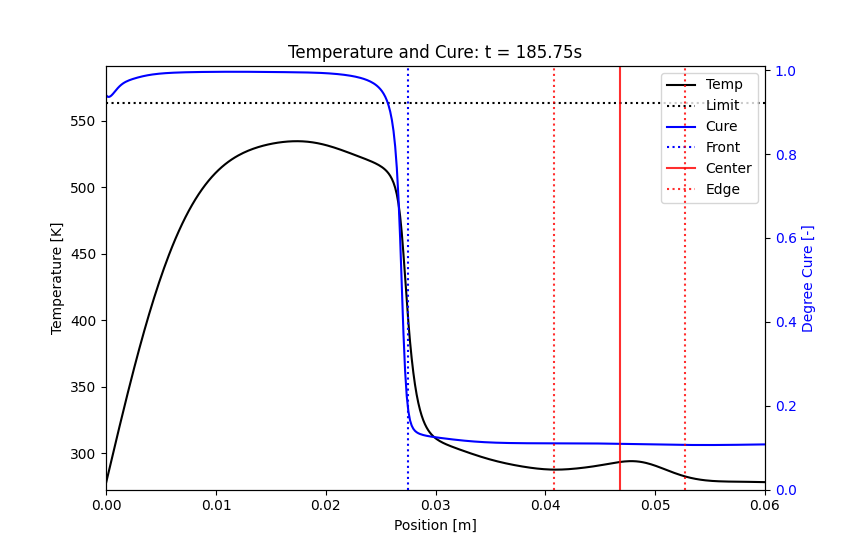 Temperature and Cure: t = 185.75s
Temperature [K]
550
500
450
400
350
300
Temp
Limit
Cure
Front
Center
Edge
1.0
0.8
0.6
0.4
0.2
0.0
Degree Cure [-]
0.00 0.01 0.02 0.03 0.04 0.05 0.06
Position [m]